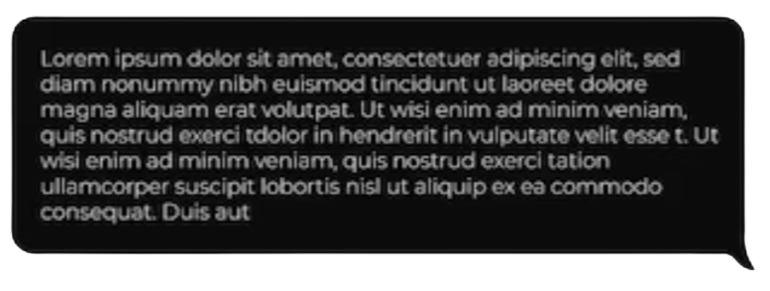 Lorem ipsum dolor sit amet, consectetuer adipiscing elit, sed
diam nonummy nibh euismod tincidunt ut laoreet dolore
magna aliquam erat volutpat. Ut wisi enim ad minim veniam,
quis nostrud exerci tdolor in hendrerit in vulputate velit esse t. Ut
wisi enim ad minim veniam, quis nostrud exerci tation
ullamcorper suscipit lobortis nisl ut aliquip ex ea commodo
consequat. Duis aut